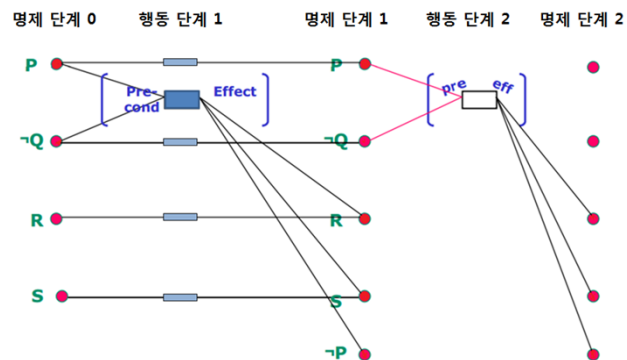 명제 단계 0 행동 단계 1 명제 단계 1 행동 단계 2 명제 단계 2
P Pre-cond Effect P pre eff
¬Q ¬Q
R R
S S
¬P